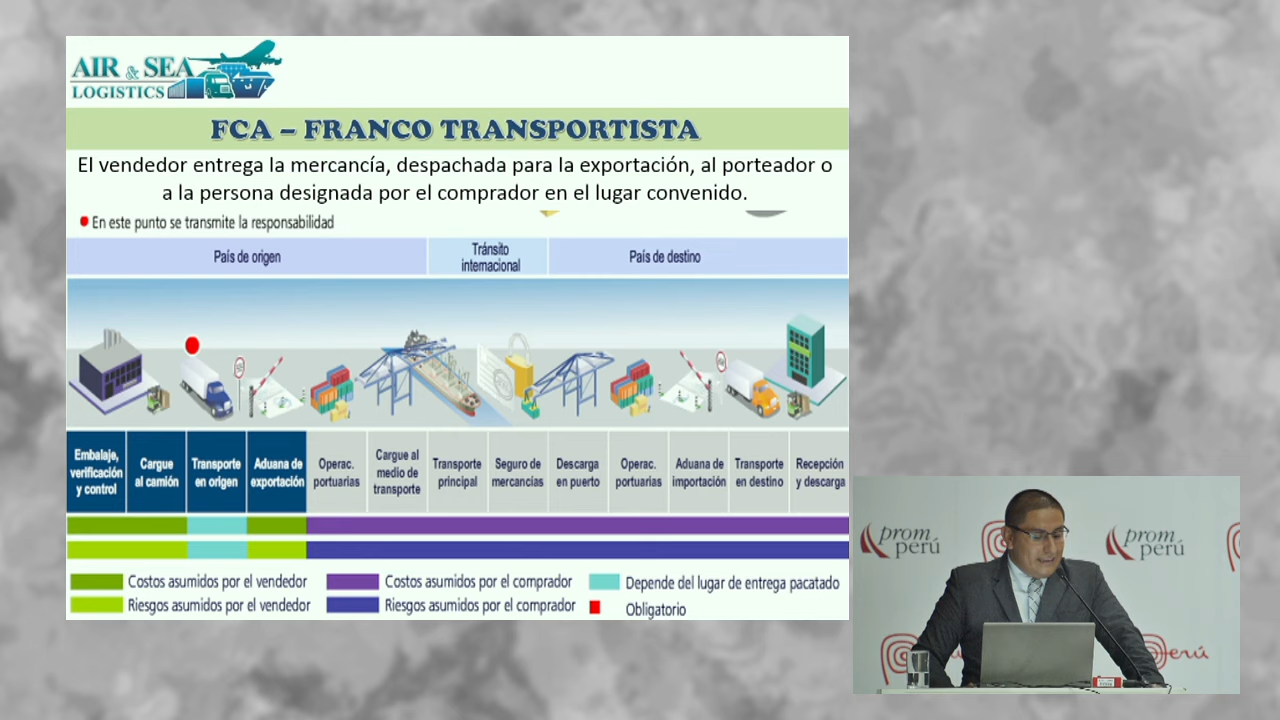 AIR & SEA
LOGISTICS
FCA – FRANCO TRANSPORTISTA
El vendedor entrega la mercancía, despachada para la exportación, al porteador o
a la persona designada por el comprador en el lugar convenido.
En este punto se transmite la responsabilidad
País de origen
Tránsito
internacional
País de destino
Embalaje,
verificación
y control
Cargue
al camión
Transporte
en origen
Aduana de
exportación
Operac.
portuarias
Cargue al
medio de
transporte
Transporte
principal
Seguro de
mercancías
Descarga
en puerto
Operac.
portuarias
Aduana de
importación
Transporte
en destino
Recepción
y descarga
Costos asumidos por el vendedor
Costos asumidos por el comprador
Depende del lugar de entrega pacatado
Riesgos asumidos por el vendedor
Riesgos asumidos por el comprador
Obligatorio
prom
perú
prom
perú